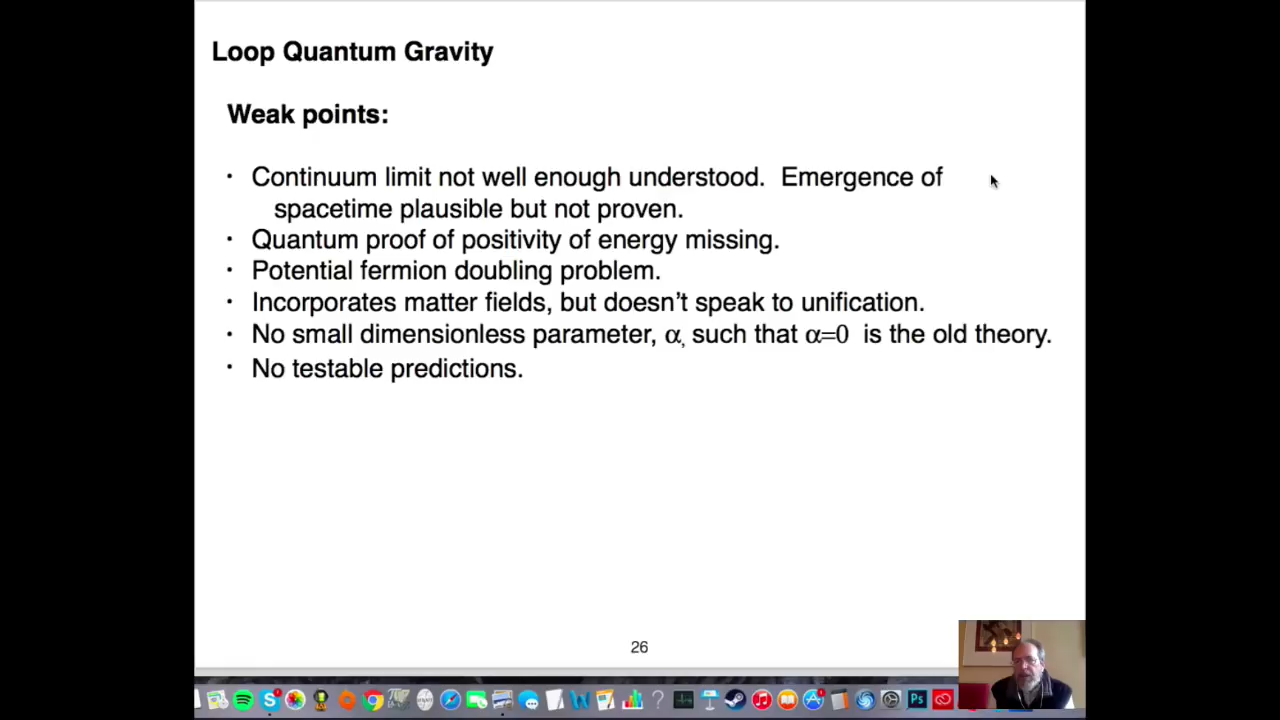 Loop Quantum Gravity
Weak points:
· Continuum limit not well enough understood. Emergence of
spacetime plausible but not proven.
· Quantum proof of positivity of energy missing.
· Potential fermion doubling problem.
· Incorporates matter fields, but doesn't speak to unification.
· No small dimensionless parameter, α, such that α=0 is the old theory.
· No testable predictions.
26
Ps